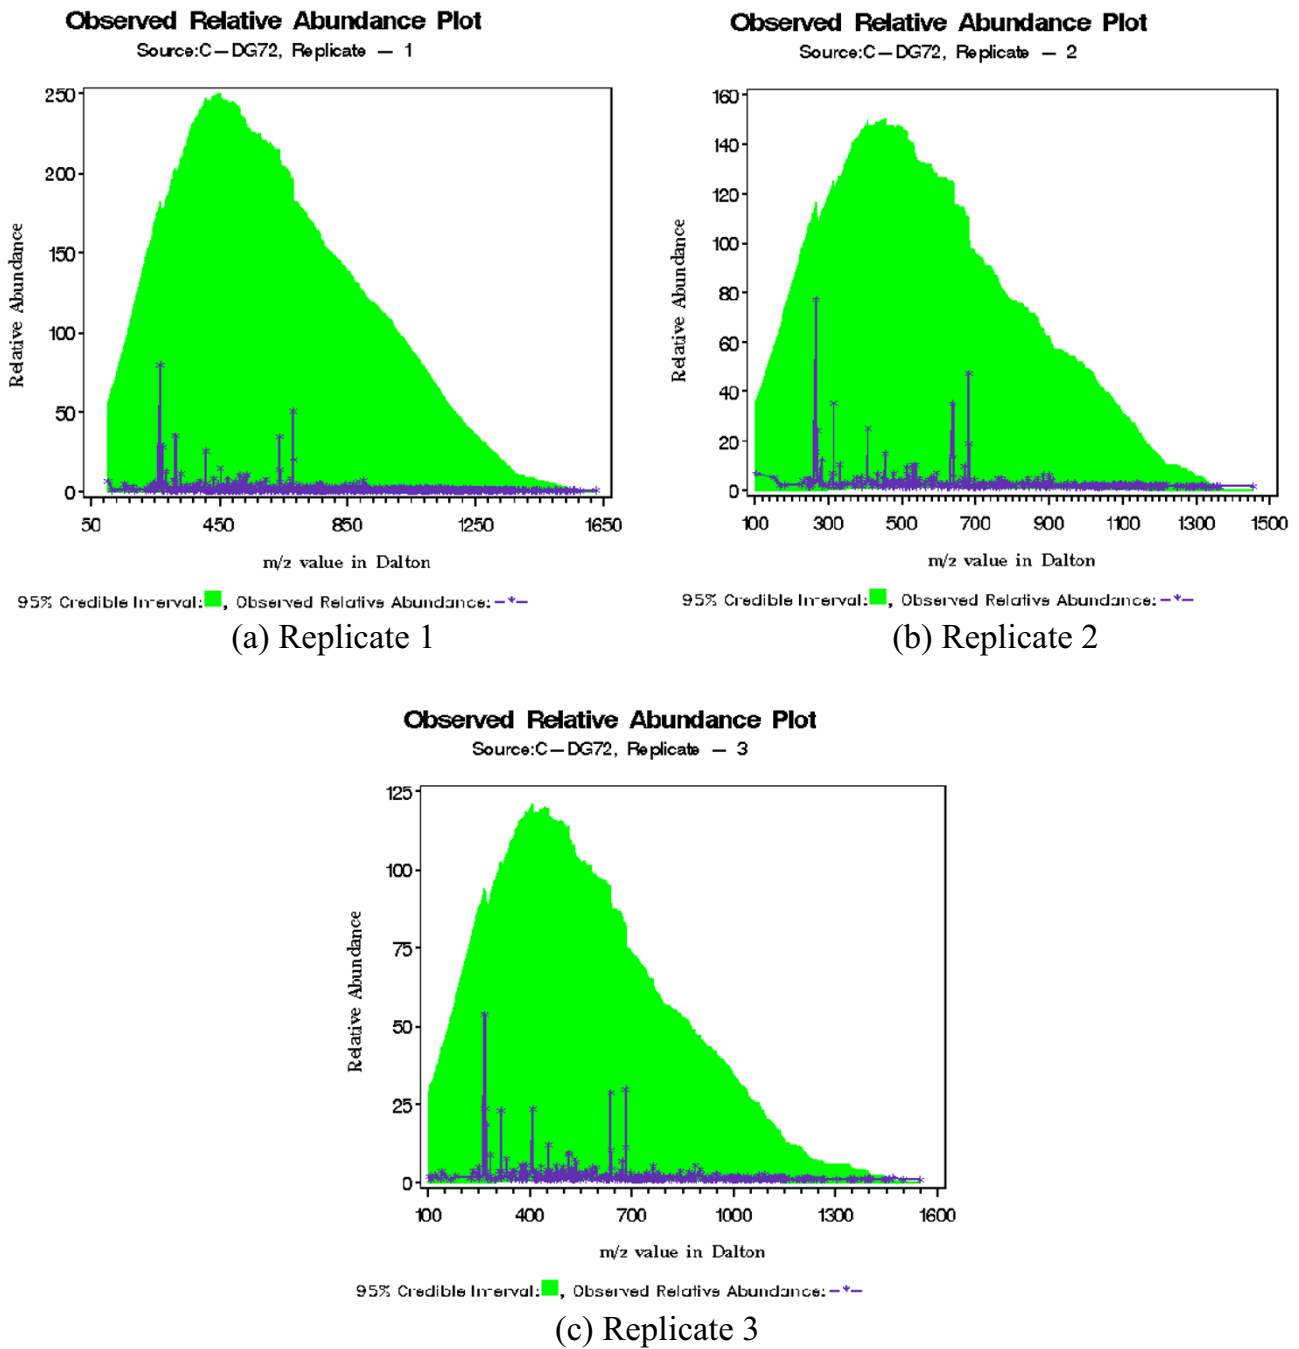 Observed Relative Abundance Plot
Source:C—DG72, Replicate — 1
250
200
150
100
50
0
Relative Abundance
50 450 850 1250 1650
m/z value in Dalton
95% Credible Interval: , Observed Relative Abundance:
(a) Replicate 1
Observed Relative Abundance Plot
Source:C—DG72, Replicate — 2
160
140
120
100
80
60
40
20
0
Relative Abundance
100 300 500 700 900 1100 1300 1500
m/z value in Dalton
95% Credible Interval: , Observed Relative Abundance:
(b) Replicate 2
Observed Relative Abundance Plot
Source:C—DG72, Replicate — 3
125
100
75
50
25
0
Relative Abundance
100 400 700 1000 1300 1600
m/z value in Dalton
95% Credible Interval: , Observed Relative Abundance:
(c) Replicate 3